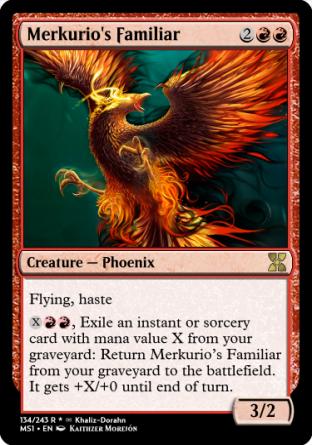 Merkurio's Familiar 2
Creature — Phoenix
Flying, haste
X, Exile an instant or sorcery
card with mana value X from your
graveyard: Return Merkurio's Familiar
from your graveyard to the battlefield.
It gets +X/+0 until end of turn.
3/2
134/243 R * ∞ Khaliz-Dorahn
MS1 • EN Kaithzer Morejón